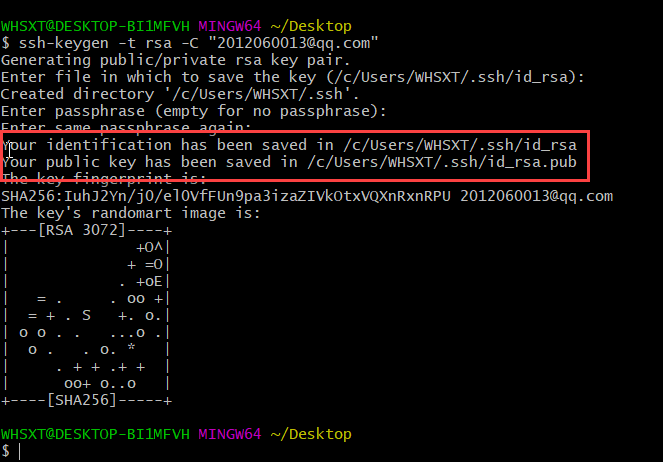 WHSXT@DESKTOP-BI1MFVH MINGW64 ~/Desktop
$ ssh-keygen -t rsa -C "2012060013@qq.com"
Generating public/private rsa key pair.
Enter file in which to save the key (/c/Users/WHSXT/.ssh/id_rsa):
Created directory '/c/Users/WHSXT/.ssh'.
Enter passphrase (empty for no passphrase):
Enter same passphrase again:
Your identification has been saved in /c/Users/WHSXT/.ssh/id_rsa
Your public key has been saved in /c/Users/WHSXT/.ssh/id_rsa.pub
The key fingerprint is:
SHA256:IuhJ2Yn/j0/elOVfFUn9pa3izaZIVkOtxVQXnRxnRPU 2012060013@qq.com
The key's randomart image is:
+---[RSA 3072]----+
|               +O^|
|              + =O|
|             . +oE|
|   = .     . oo +|
|  = + . S   +. o.|
| o o . .   ...o .|
|  o .   . o. *   |
|     . + + .+ +  |
|      oo+ o..o   |
+----[SHA256]-----+
WHSXT@DESKTOP-BI1MFVH MINGW64 ~/Desktop
$